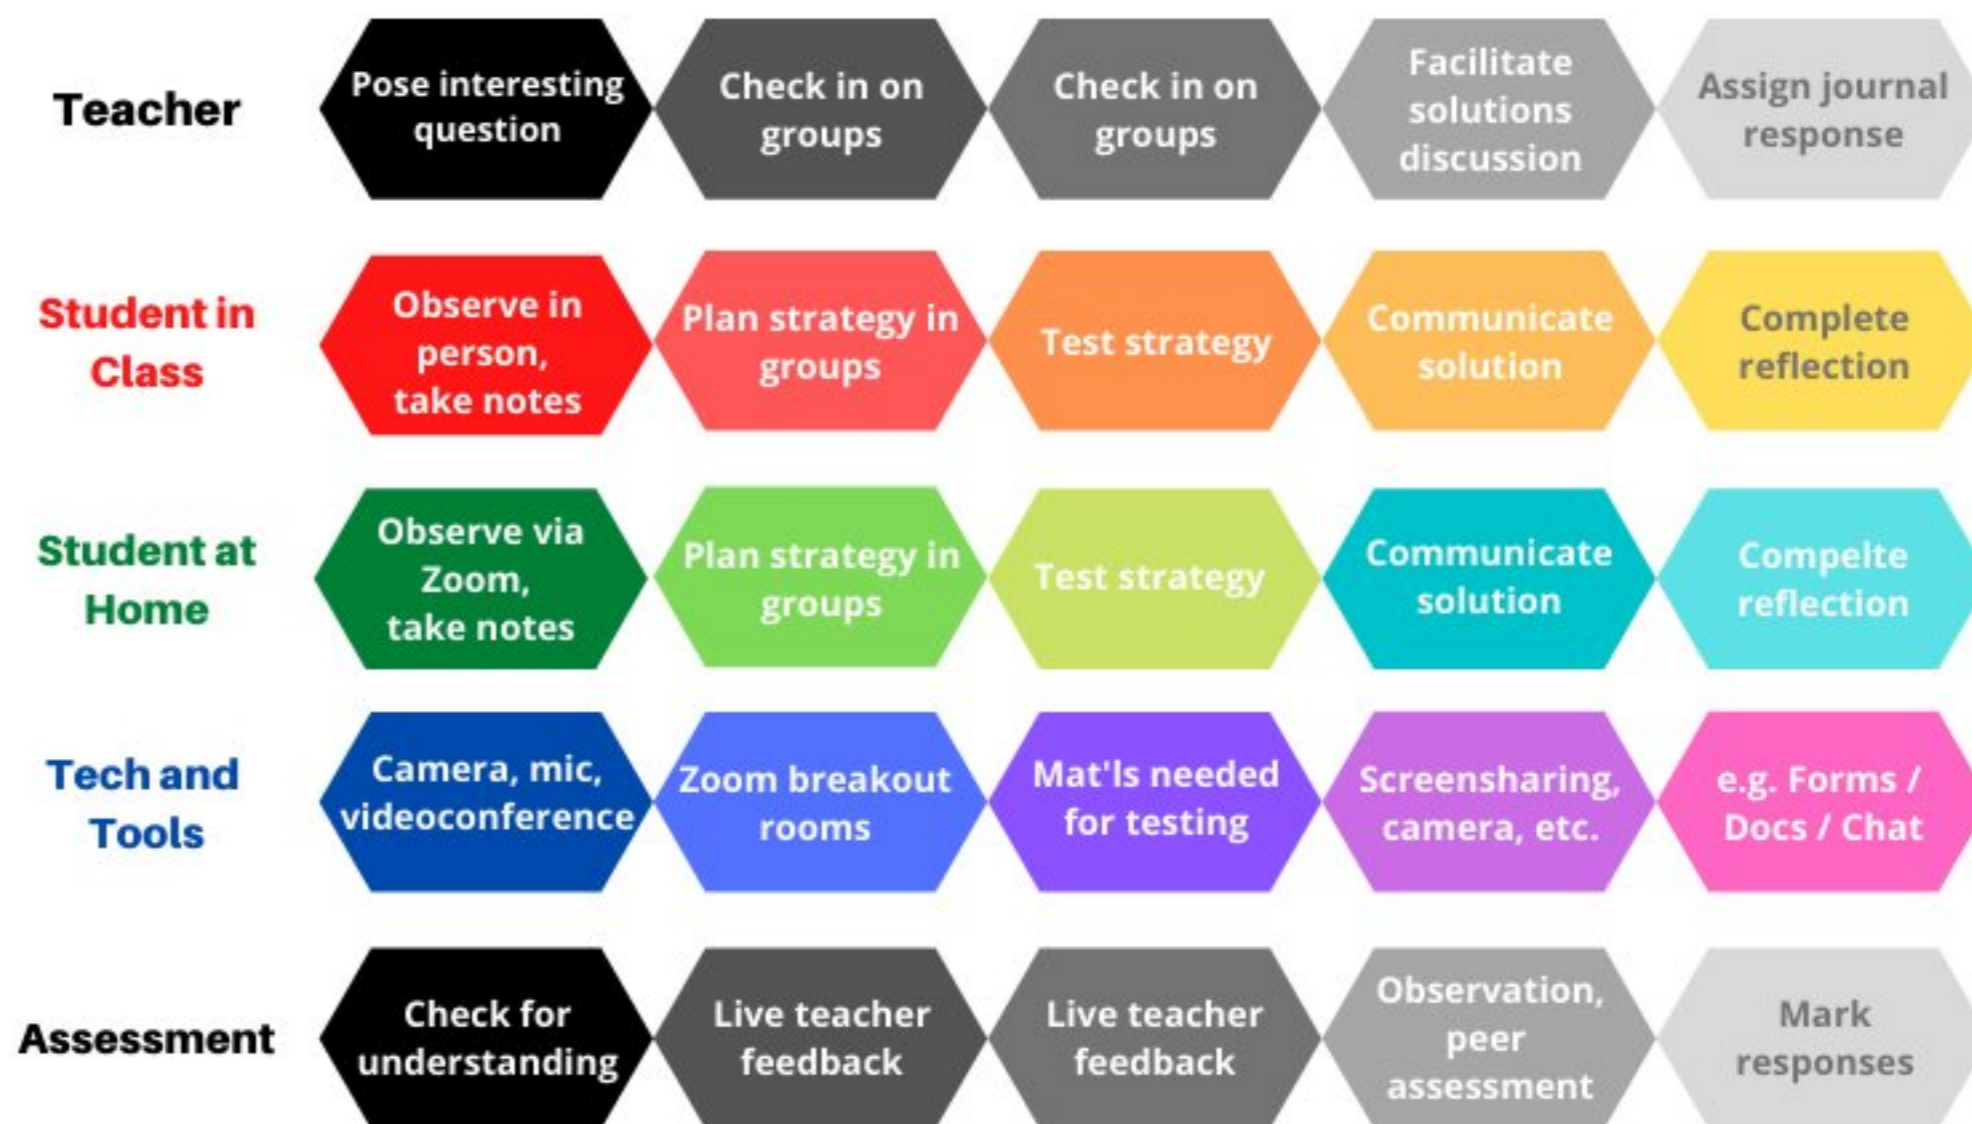 Teacher
Pose interesting
question
Check in on
groups
Check in on
groups
Facilitate
solutions
discussion
Assign journal
response
Student in
Class
Observe in
person,
take notes
Plan strategy in
groups
Test strategy
Communicate
solution
Complete
reflection
Student at
Home
Observe via
Zoom,
take notes
Plan strategy in
groups
Test strategy
Communicate
solution
Compelte
reflection
Tech and
Tools
Camera, mic,
videoconference
Zoom breakout
rooms
Mat'ls needed
for testing
Screensharing,
camera, etc.
e.g. Forms /
Docs / Chat
Assessment
Check for
understanding
Live teacher
feedback
Live teacher
feedback
Observation,
peer
assessment
Mark
responses